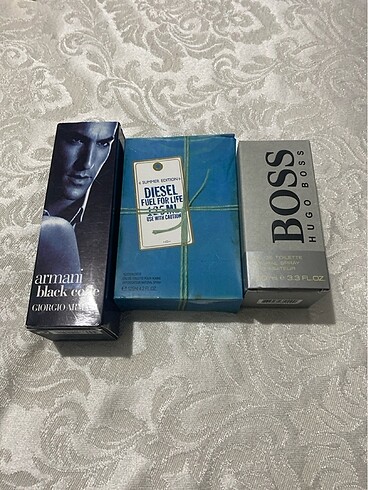 armani
black code
GIORGIO ARMANI
SUMMER EDITION
DIESEL
FUEL FOR LIFE
125ML
USE WITH CAUTION
BOSS
HUGO BOSS
3.3 FL.OZ